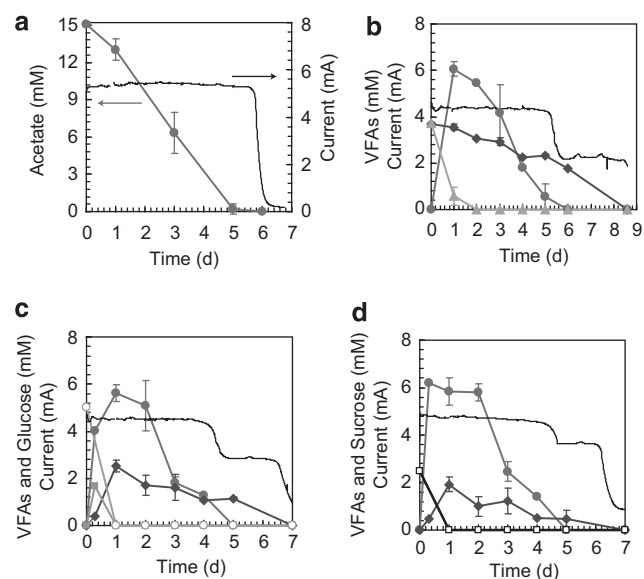 a
15
12
9
6
3
0
Acetate (mM)
8
6
4
2
0
Current (mA)
0 1 2 3 4 5 6 7
Time (d)
b
8
6
4
2
0
VFAs (mM)
Current (mA)
0 1 2 3 4 5 6 7 8 9
Time (d)
c
8
6
4
2
0
VFAs and Glucose (mM)
Current (mA)
0 1 2 3 4 5 6 7
Time (d)
d
8
6
4
2
0
VFAs and Sucrose (mM)
Current (mA)
0 1 2 3 4 5 6 7
Time (d)